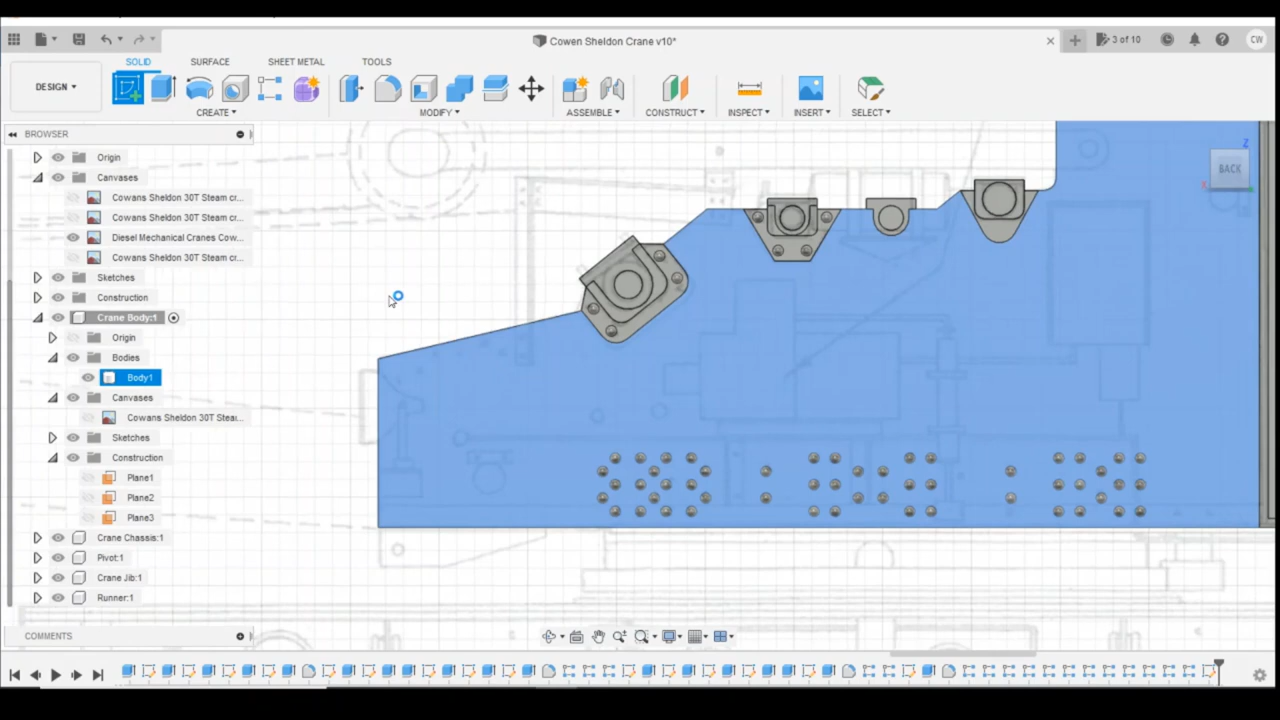 Cowen Sheldon Crane v10*
3 of 10
CW
DESIGN
SOLID
SURFACE
SHEET METAL
TOOLS
CREATE
MODIFY
ASSEMBLE
CONSTRUCT
INSPECT
INSERT
SELECT
BROWSER
Origin
Canvases
Cowans Sheldon 30T Steam cr...
Cowans Sheldon 30T Steam cr...
Diesel Mechanical Cranes Cow...
Cowans Sheldon 30T Steam cr...
Sketches
Construction
Crane Body:1
Origin
Bodies
Body1
Canvases
Cowans Sheldon 30T Stear...
Sketches
Construction
Plane1
Plane2
Plane3
Crane Chassis:1
Pivot:1
Crane Jib:1
Runner:1
COMMENTS
Z
BACK
X